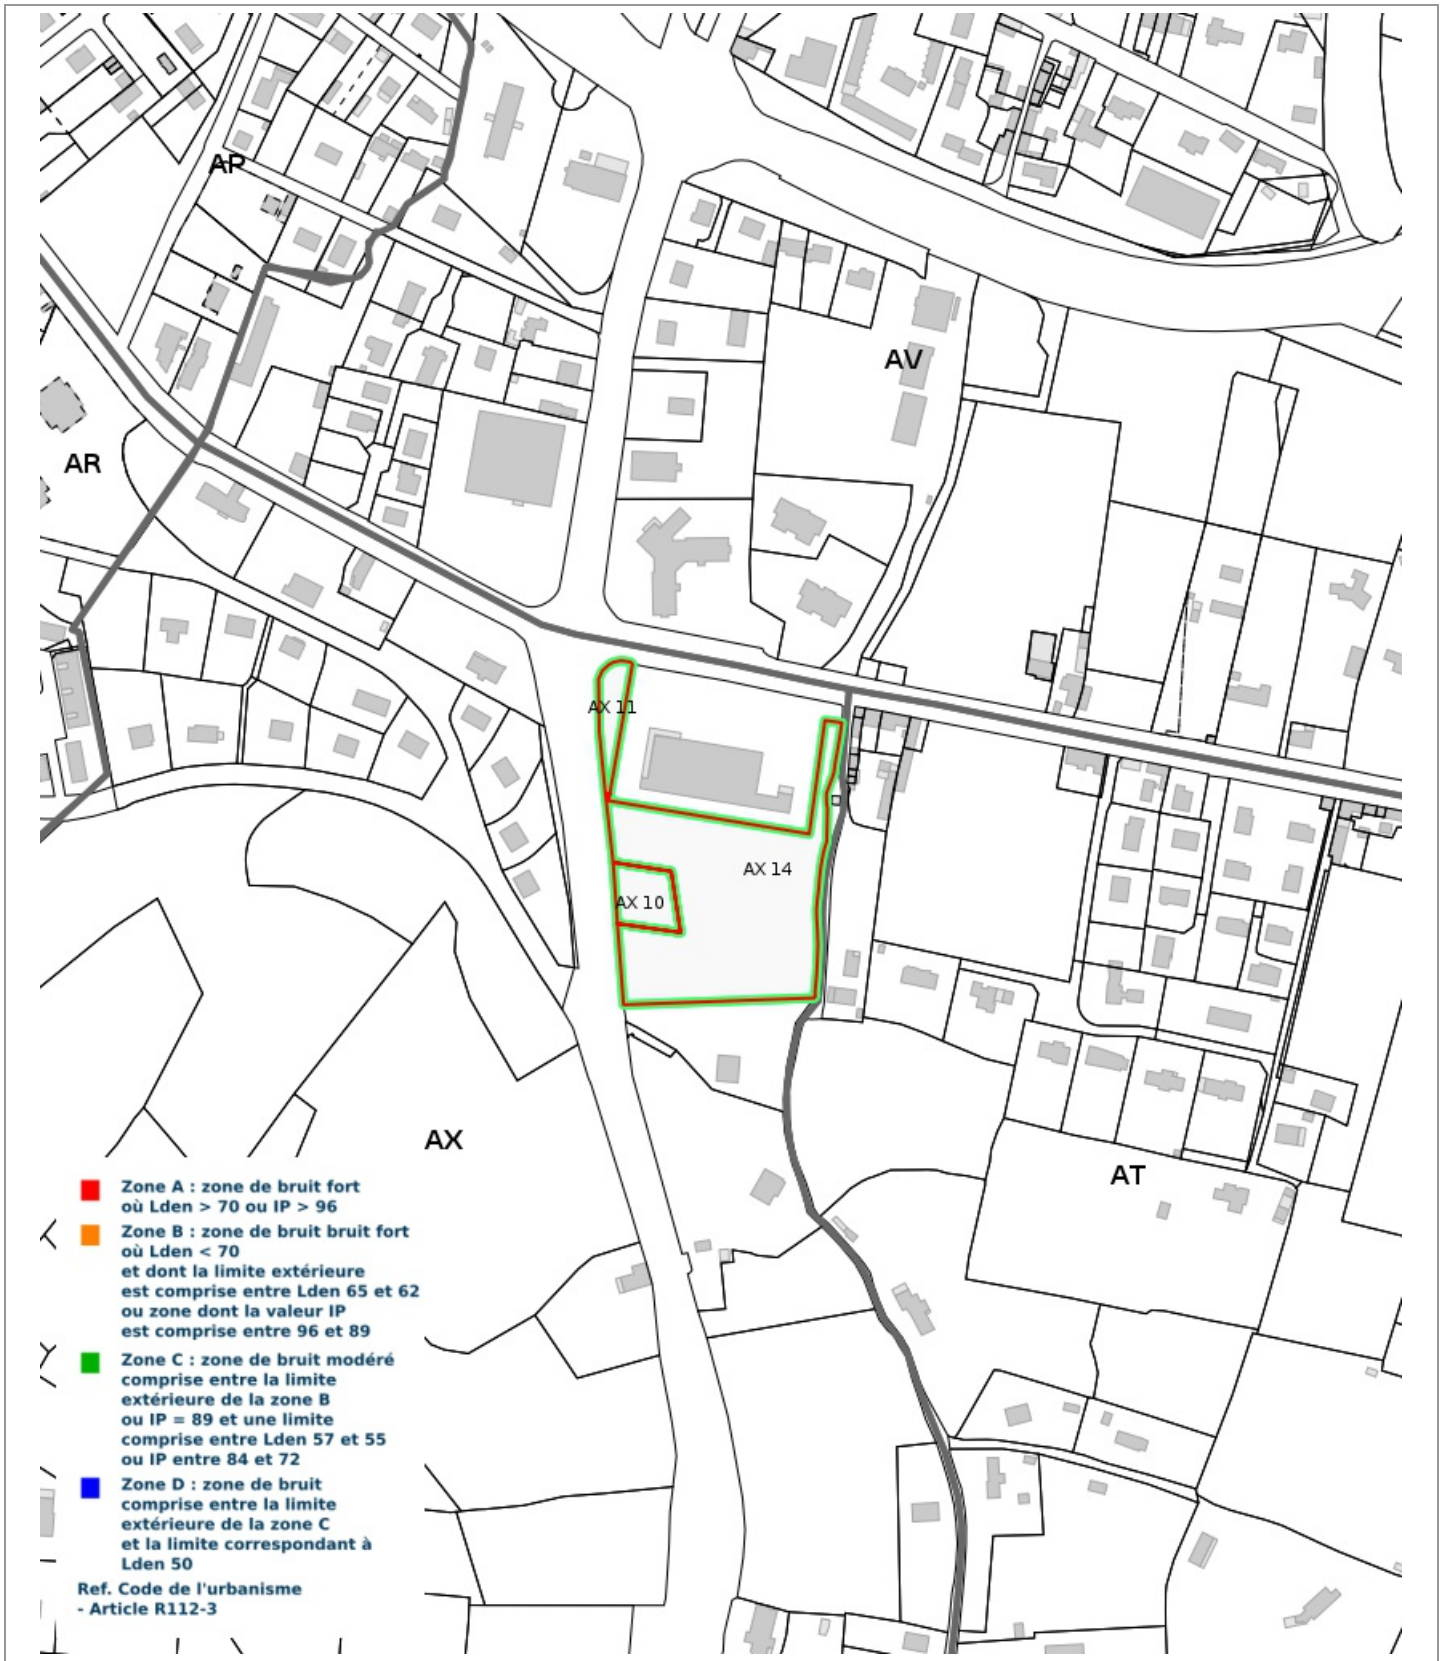 AP
AV
AR
AX 11
AX 14
AX 10
AX
AT
Zone A : zone de bruit fort
où Lden > 70 ou IP > 96
Zone B : zone de bruit bruit fort
où Lden < 70
et dont la limite extérieure
est comprise entre Lden 65 et 62
ou zone dont la valeur IP
est comprise entre 96 et 89
Zone C : zone de bruit modéré
comprise entre la limite
extérieure de la zone B
ou IP = 89 et une limite
comprise entre Lden 57 et 55
ou IP entre 84 et 72
Zone D : zone de bruit
comprise entre la limite
extérieure de la zone C
et la limite correspondant à
Lden 50
Ref. Code de l'urbanisme
- Article R112-3